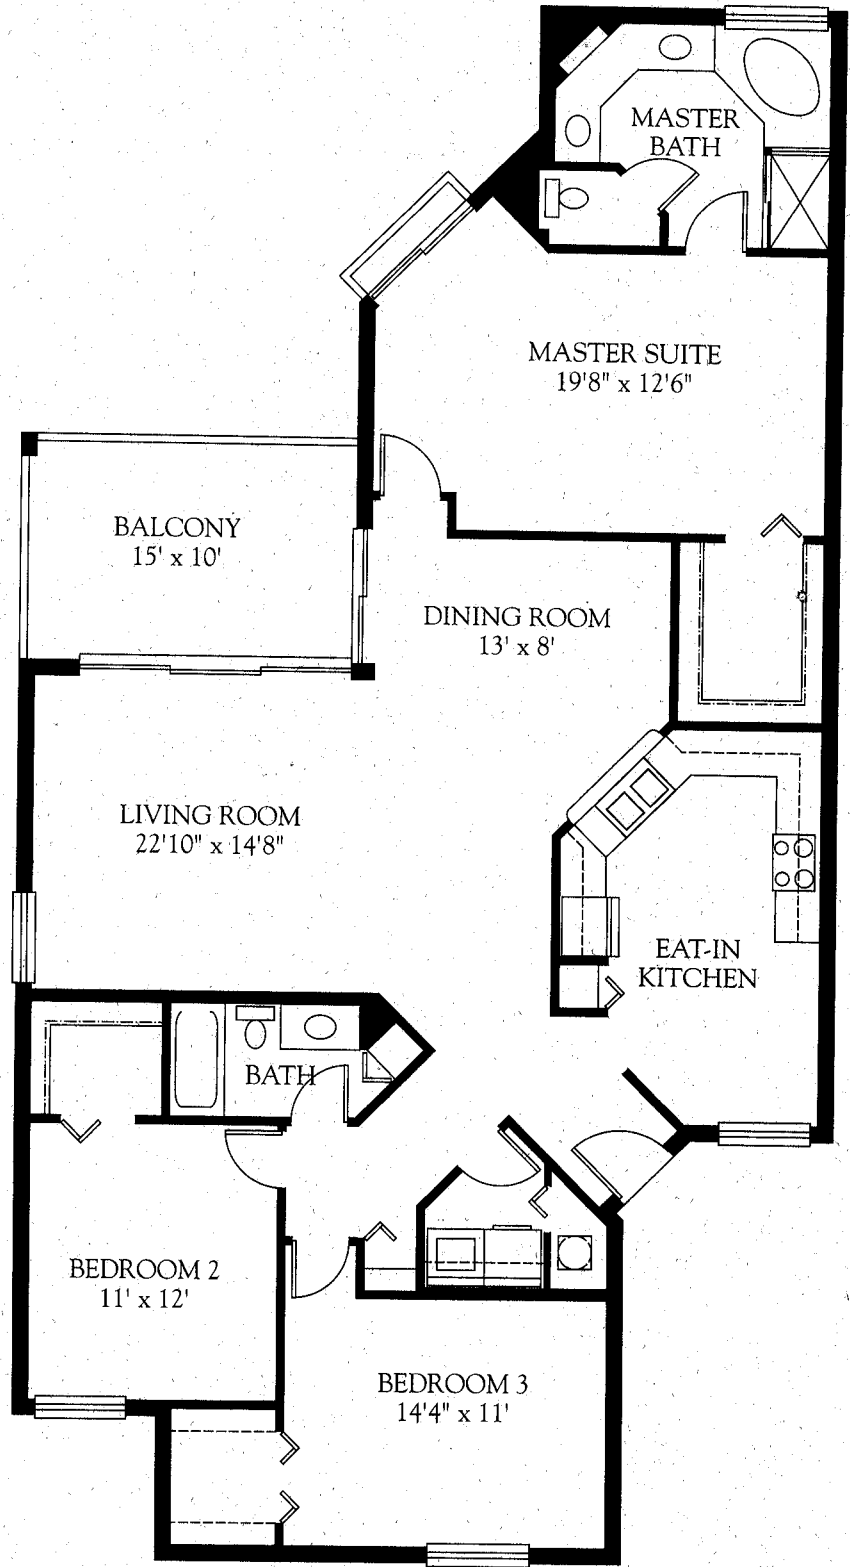 MASTER
BATH
MASTER SUITE
19'8" x 12'6"
BALCONY
15' x 10'
DINING ROOM
13' x 8'
LIVING ROOM
22'10" x 14'8"
EAT-IN
KITCHEN
BATH
BEDROOM 2
11' x 12'
BEDROOM 3
14'4" x 11'